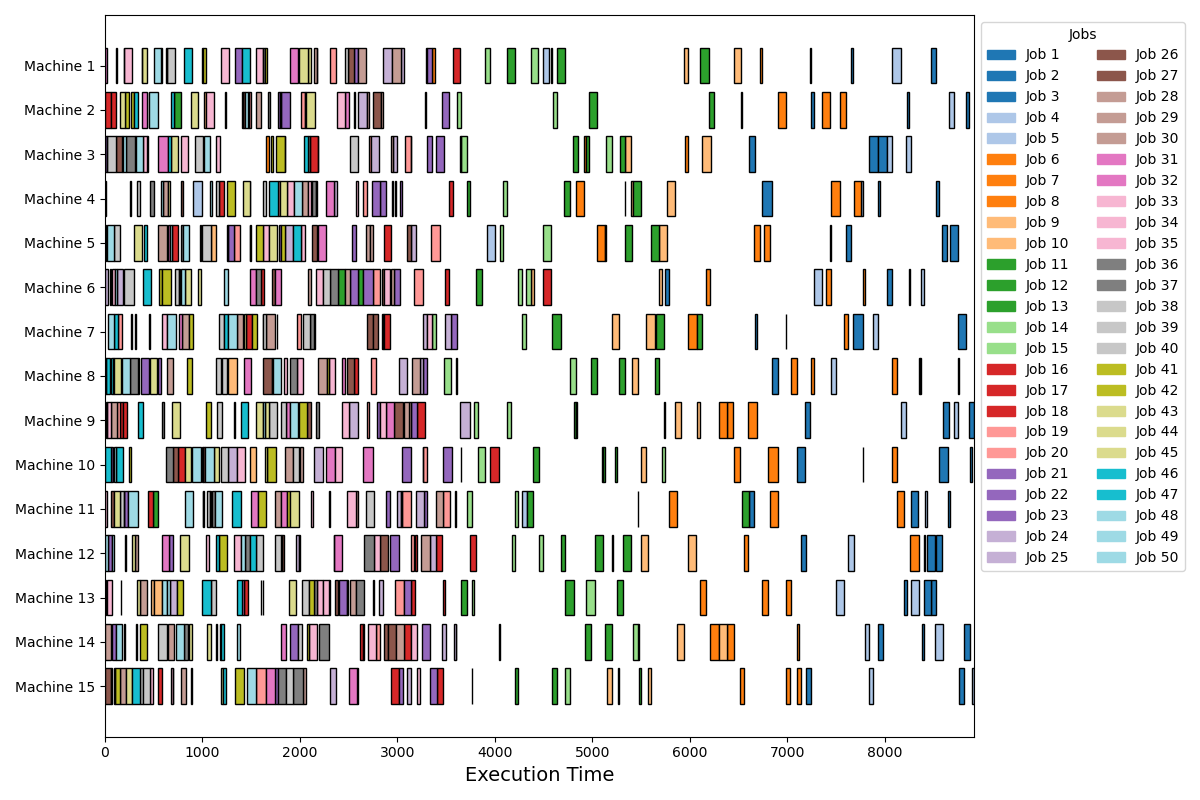 Machine 1
Machine 2
Machine 3
Machine 4
Machine 5
Machine 6
Machine 7
Machine 8
Machine 9
Machine 10
Machine 11
Machine 12
Machine 13
Machine 14
Machine 15
0 1000 2000 3000 4000 5000 6000 7000 8000
Execution Time
Jobs
Job 1 Job 26
Job 2 Job 27
Job 3 Job 28
Job 4 Job 29
Job 5 Job 30
Job 6 Job 31
Job 7 Job 32
Job 8 Job 33
Job 9 Job 34
Job 10 Job 35
Job 11 Job 36
Job 12 Job 37
Job 13 Job 38
Job 14 Job 39
Job 15 Job 40
Job 16 Job 41
Job 17 Job 42
Job 18 Job 43
Job 19 Job 44
Job 20 Job 45
Job 21 Job 46
Job 22 Job 47
Job 23 Job 48
Job 24 Job 49
Job 25 Job 50